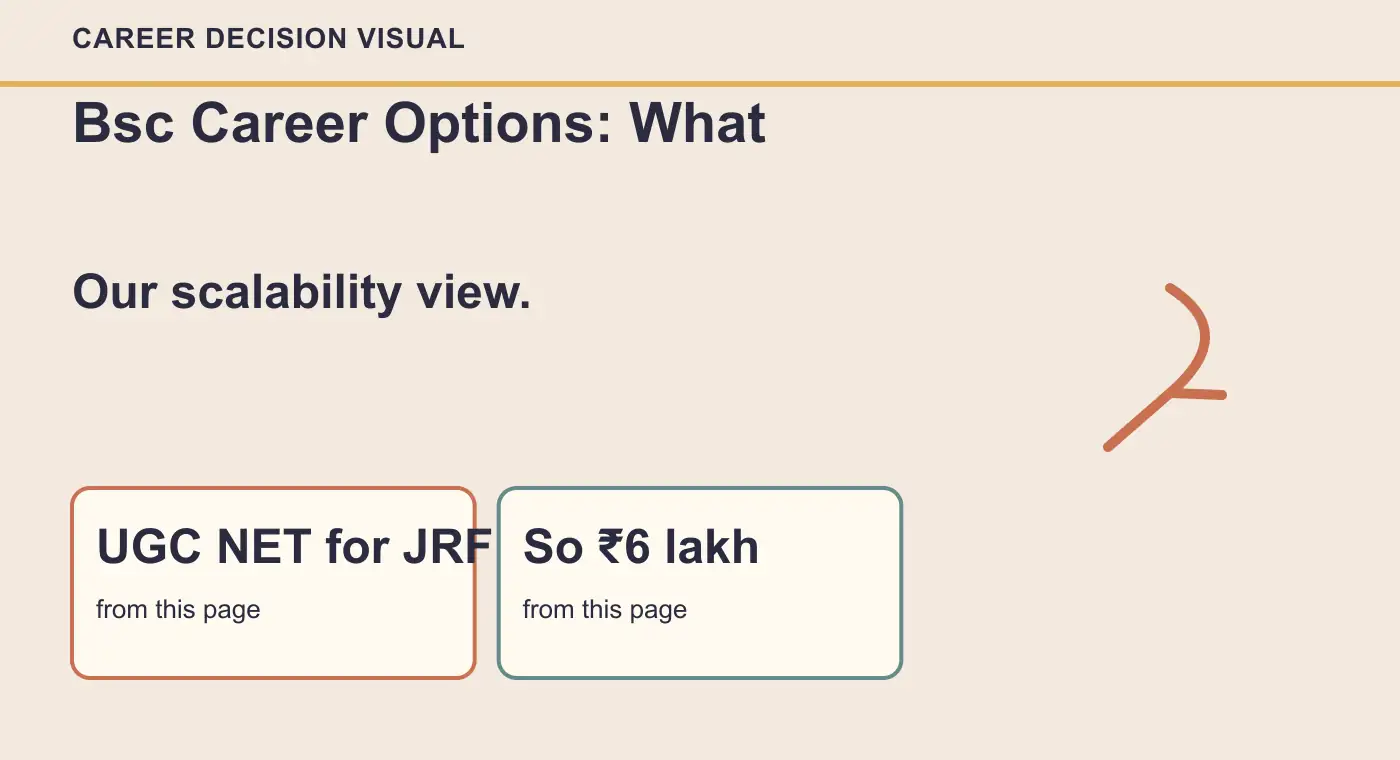 CAREER DECISION VISUAL
Bsc Career Options: What
Our scalability view.
UGC NET for JRF
from this page
So ₹6 lakh
from this page